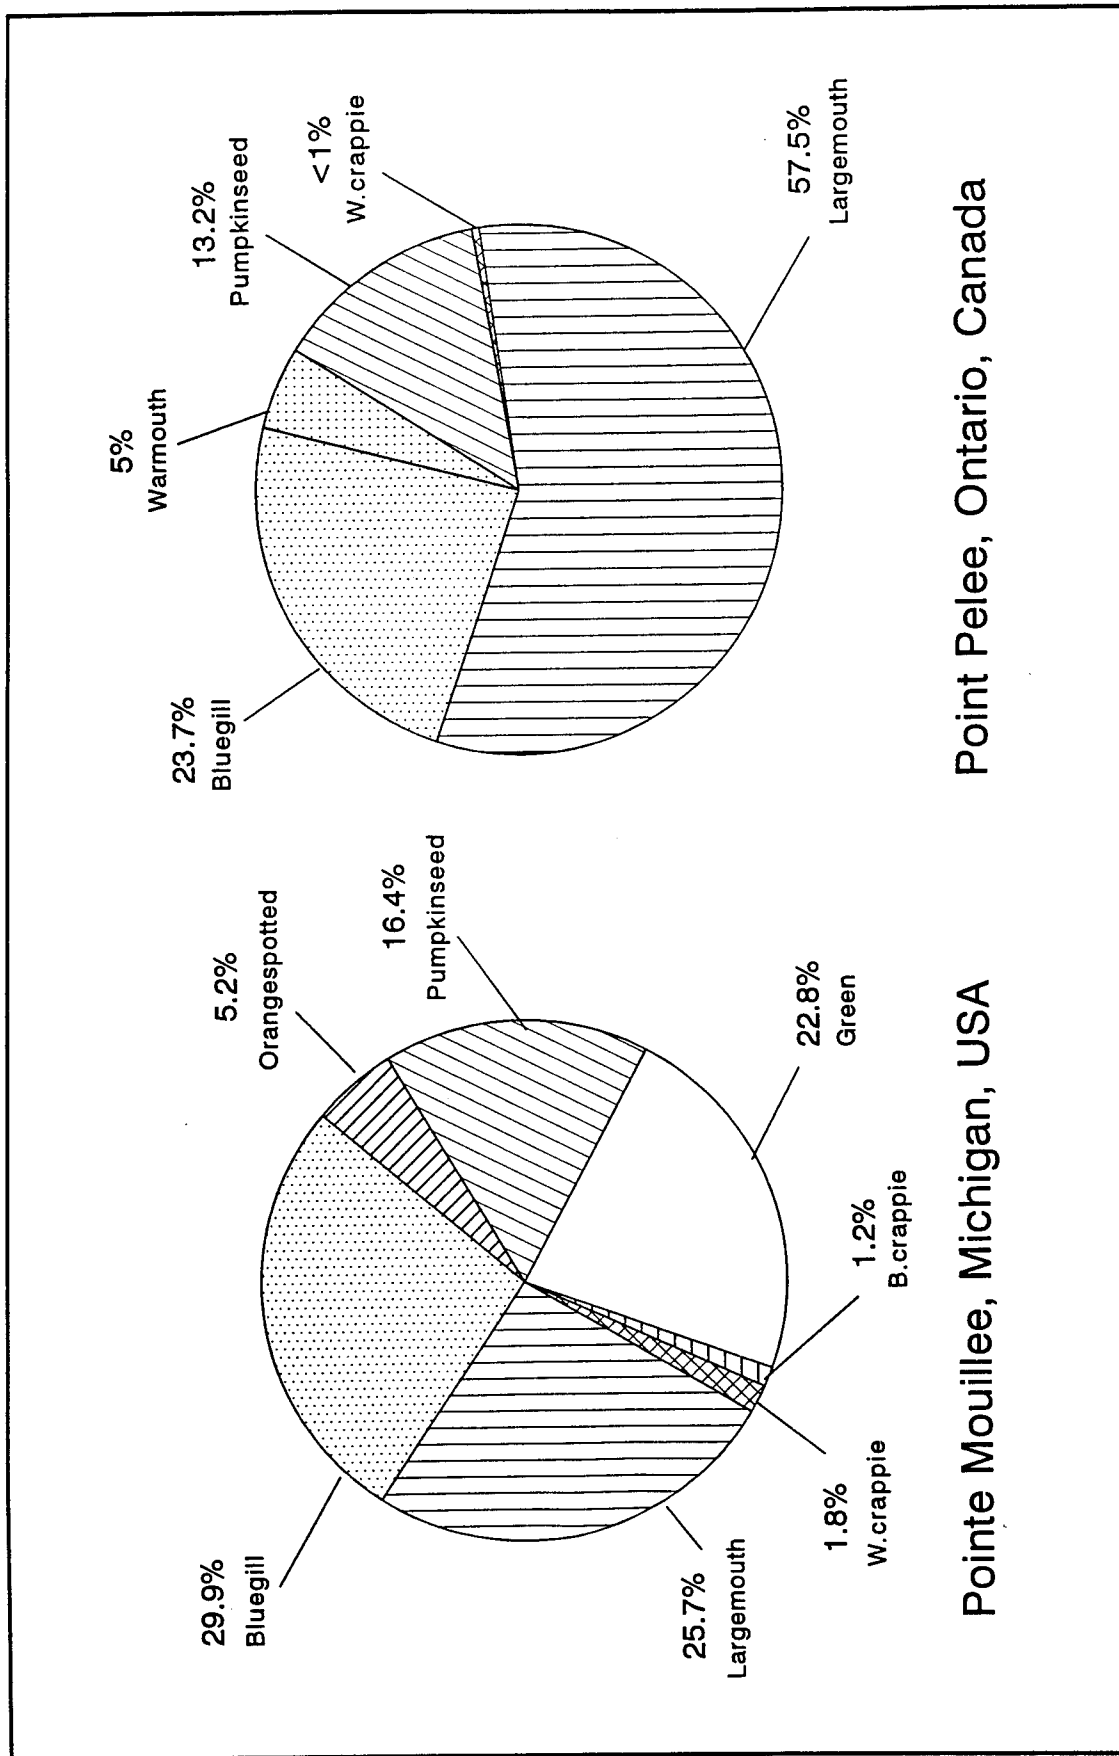 29.9%
Bluegill
5.2%
Orangespotted
16.4%
Pumpkinseed
22.8%
Green
1.2%
B.crappie
1.8%
W.crappie
25.7%
Largemouth
Pointe Mouillee, Michigan, USA
23.7%
Bluegill
5%
Warmouth
13.2%
Pumpkinseed
<1%
W.crappie
57.5%
Largemouth
Point Pelee, Ontario, Canada